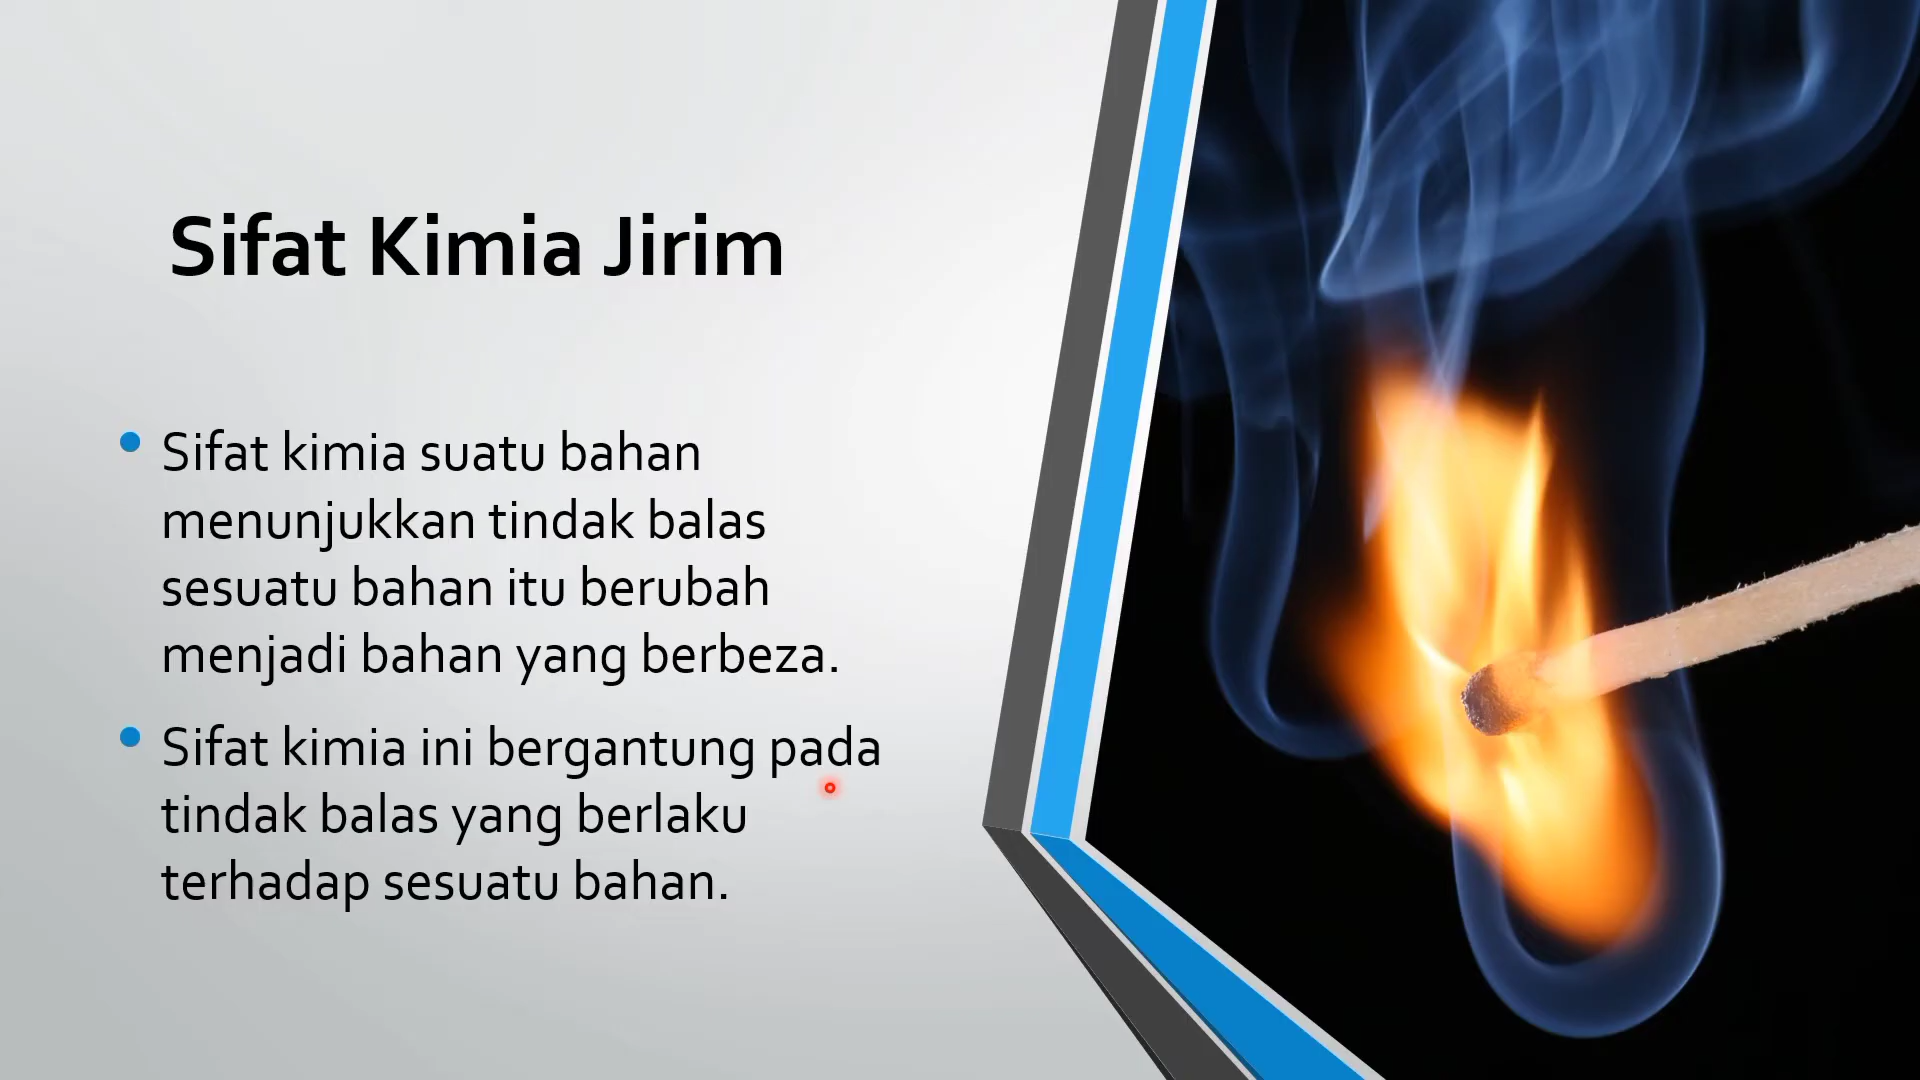 Sifat Kimia Jirim
Sifat kimia suatu bahan
menunjukkan tindak balas
sesuatu bahan itu berubah
menjadi bahan yang berbeza.
Sifat kimia ini bergantung pada
tindak balas yang berlaku
terhadap sesuatu bahan.